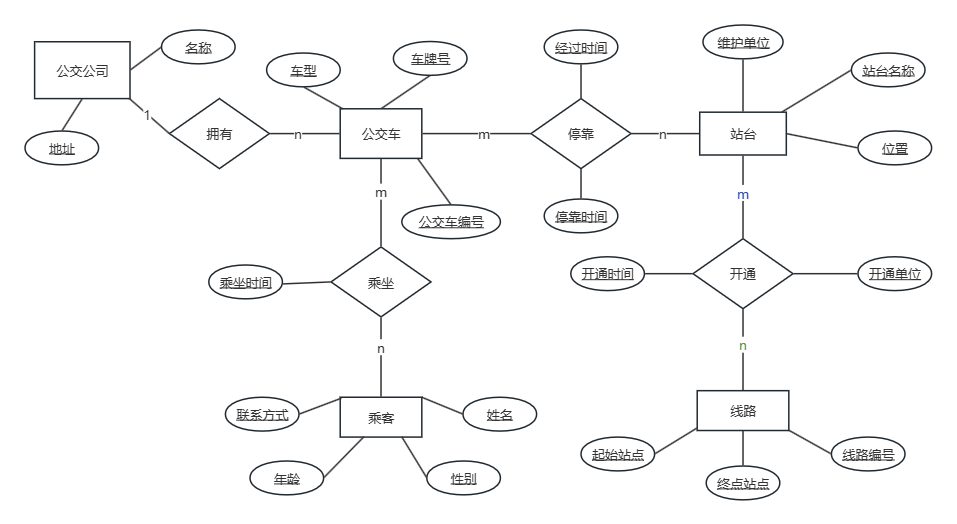 公交公司
名称
地址
1
拥有
n
车型
车牌号
公交车
公交车编号
m
经过时间
停靠
停靠时间
n
维护单位
站台名称
站台
位置
m
乘坐时间
乘坐
n
联系方式
乘客
姓名
年龄
性别
m
开通时间
开通
开通单位
n
线路
起始站点
终点站点
线路编号